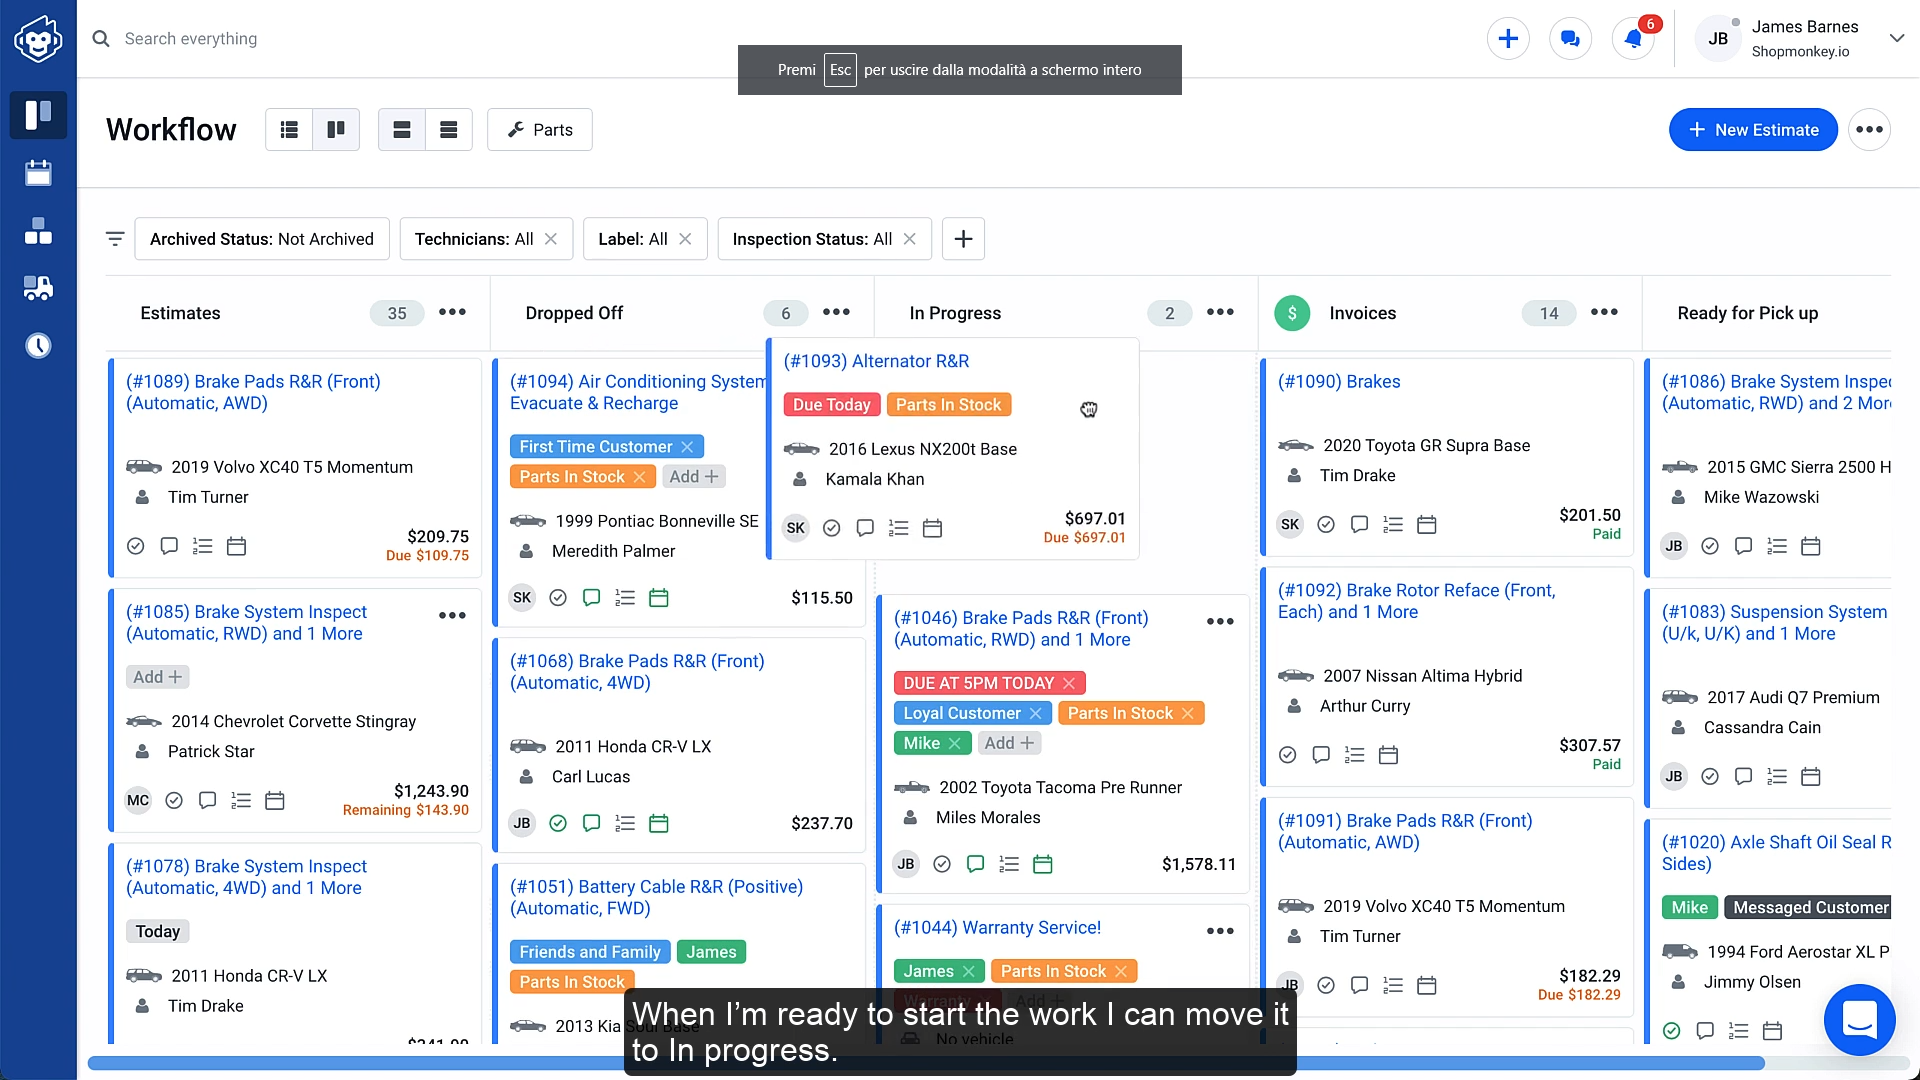 Search everything
6
JB
James Barnes
Shopmonkey.io
Premi Esc per uscire dalla modalità a schermo intero
Workflow
Parts
+ New Estimate
Archived Status: Not Archived
Technicians: All
Label: All
Inspection Status: All
Estimates
35
Dropped Off
6
In Progress
2
$
Invoices
14
Ready for Pick up
(#1089) Brake Pads R&R (Front)
(Automatic, AWD)
2019 Volvo XC40 T5 Momentum
Tim Turner
$209.75
Due $109.75
(#1085) Brake System Inspect
(Automatic, RWD) and 1 More
Add +
2014 Chevrolet Corvette Stingray
Patrick Star
MC
$1,243.90
Remaining $143.90
(#1078) Brake System Inspect
(Automatic, 4WD) and 1 More
Today
2011 Honda CR-V LX
Tim Drake
$241.90
(#1094) Air Conditioning System
Evacuate & Recharge
First Time Customer
Parts In Stock
Add +
1999 Pontiac Bonneville SE
Meredith Palmer
SK
$115.50
(#1068) Brake Pads R&R (Front)
(Automatic, 4WD)
2011 Honda CR-V LX
Carl Lucas
JB
$237.70
(#1051) Battery Cable R&R (Positive)
(Automatic, FWD)
Friends and Family
James
Parts In Stock
2013 Kia Soul Base
(#1093) Alternator R&R
Due Today
Parts In Stock
2016 Lexus NX200t Base
Kamala Khan
SK
$697.01
Due $697.01
(#1046) Brake Pads R&R (Front)
(Automatic, RWD) and 1 More
DUE AT 5PM TODAY
Loyal Customer
Parts In Stock
Mike
Add +
2002 Toyota Tacoma Pre Runner
Miles Morales
JB
$1,578.11
(#1044) Warranty Service!
James
Parts In Stock
Warranty
Add +
No vehicle
(#1090) Brakes
2020 Toyota GR Supra Base
Tim Drake
SK
$201.50
Paid
(#1092) Brake Rotor Reface (Front,
Each) and 1 More
2007 Nissan Altima Hybrid
Arthur Curry
$307.57
Paid
(#1091) Brake Pads R&R (Front)
(Automatic, AWD)
2019 Volvo XC40 T5 Momentum
Tim Turner
JB
$182.29
Due $182.29
(#1086) Brake System Inspec
(Automatic, RWD) and 2 Mor
2015 GMC Sierra 2500 H
Mike Wazowski
JB
(#1083) Suspension System
(U/k, U/K) and 1 More
2017 Audi Q7 Premium
Cassandra Cain
JB
(#1020) Axle Shaft Oil Seal R
Sides)
Mike
Messaged Customer
1994 Ford Aerostar XL P
Jimmy Olsen
When I'm ready to start the work I can move it
to In progress.